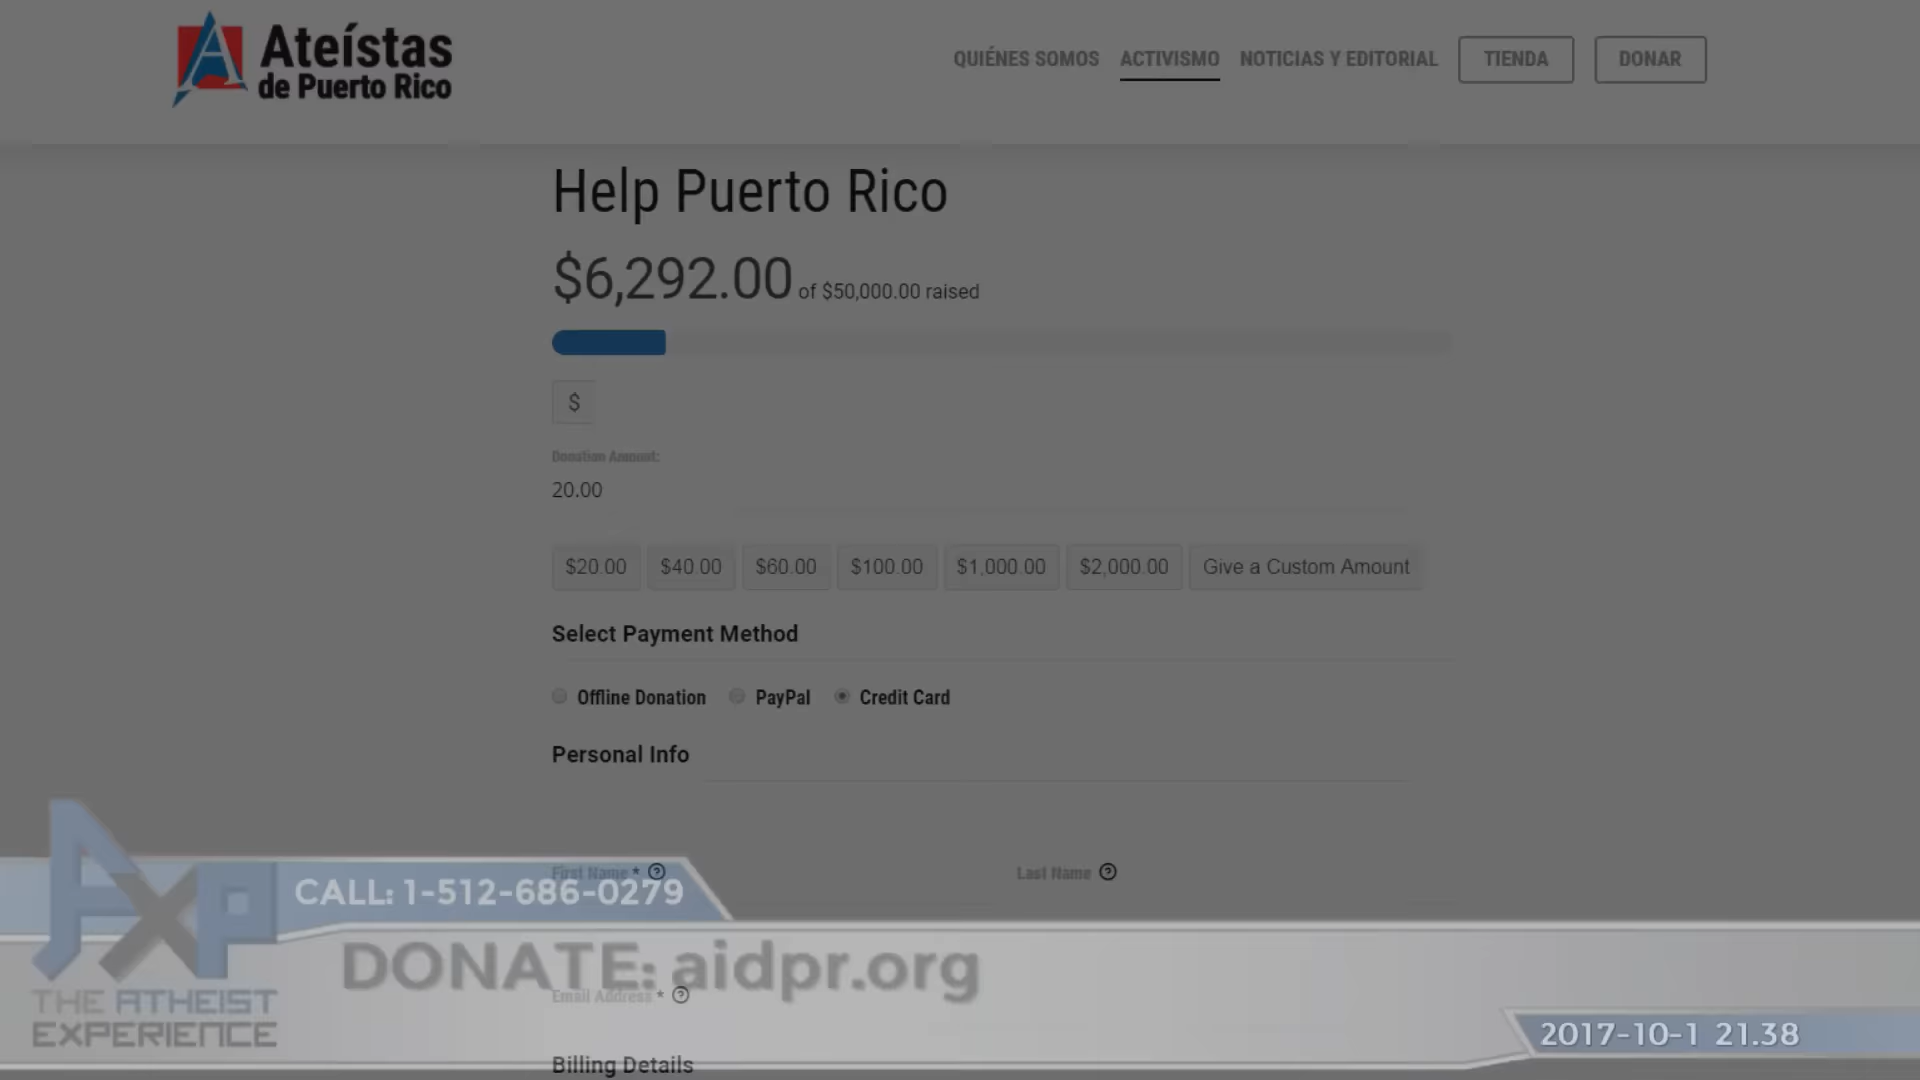 Ateístas
de Puerto Rico
QUIÉNES SOMOS ACTIVISMO NOTICIAS Y EDITORIAL TIENDA DONAR
Help Puerto Rico
$6,292.00 of $50,000.00 raised
$
Donation Amount:
20.00
$20.00 $40.00 $60.00 $100.00 $1,000.00 $2,000.00 Give a Custom Amount
Select Payment Method
Offline Donation PayPal Credit Card
Personal Info
First Name * ? Last Name ?
CALL: 1-512-686-0279
AXP
DONATE: aidpr.org
Email Address * ?
THE ATHEIST
EXPERIENCE
2017-10-1 21.38
Billing Details